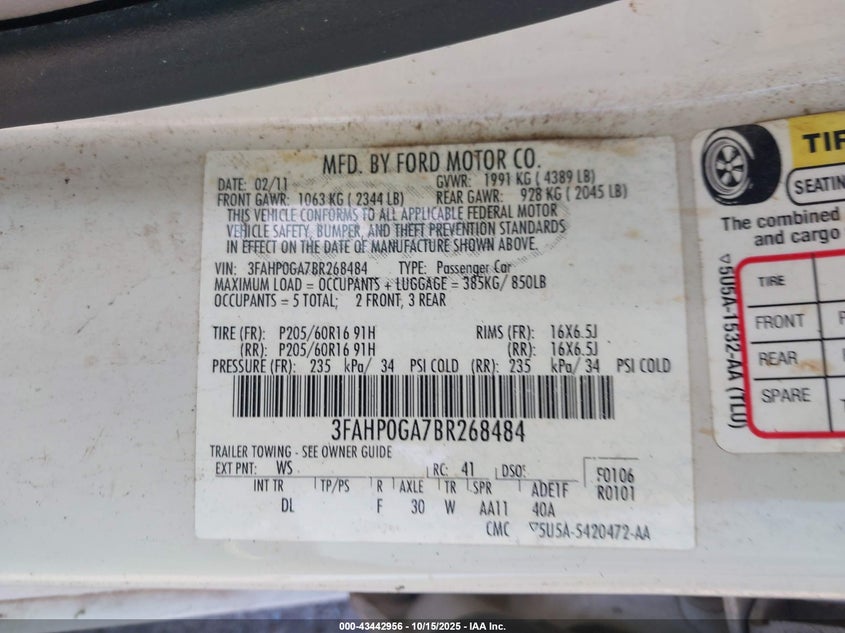 MFD. BY FORD MOTOR CO.
DATE: 02/11 GVWR: 1991 KG ( 4389 LB)
FRONT GAWR: 1063 KG ( 2344 LB) REAR GAWR: 928 KG ( 2045 LB)
THIS VEHICLE CONFORMS TO ALL APPLICABLE FEDERAL MOTOR
VEHICLE SAFETY, BUMPER, AND THEFT PREVENTION STANDARDS
IN EFFECT ON THE DATE OF MANUFACTURE SHOWN ABOVE.
VIN: 3FAHP0GA7BR268484 TYPE: Passenger Car
MAXIMUM LOAD = OCCUPANTS + LUGGAGE = 385KG/ 850LB
OCCUPANTS = 5 TOTAL; 2 FRONT, 3 REAR
TIRE (FR): P205/60R16 91H RIMS (FR): 16X6.5J
(RR): P205/60R16 91H (RR): 16X6.5J
PRESSURE (FR): 235 kPa/ 34 PSI COLD (RR): 235 kPa/ 34 PSI COLD
3FAHP0GA7BR268484
TRAILER TOWING - SEE OWNER GUIDE
EXT PNT: WS RC: 41 DSO: F0106
R0101
INT TR TP/PS R AXLE TR SPR ADE1F
DL F 30 W AA11 40A
CMC ▽5U5A-5420472-AA
TIR
SEATIN
The combined
and cargo
▽5U5A-1532-AA (TLU)
TIRE
FRONT
REAR
SPARE
000-43442956 - 10/15/2025 - IAA Inc.